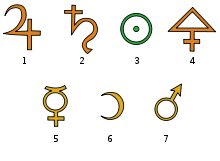 ♃ ♄ ☉ 🜍
1 2 3 4
☿ ☽ ♂
5 6 7